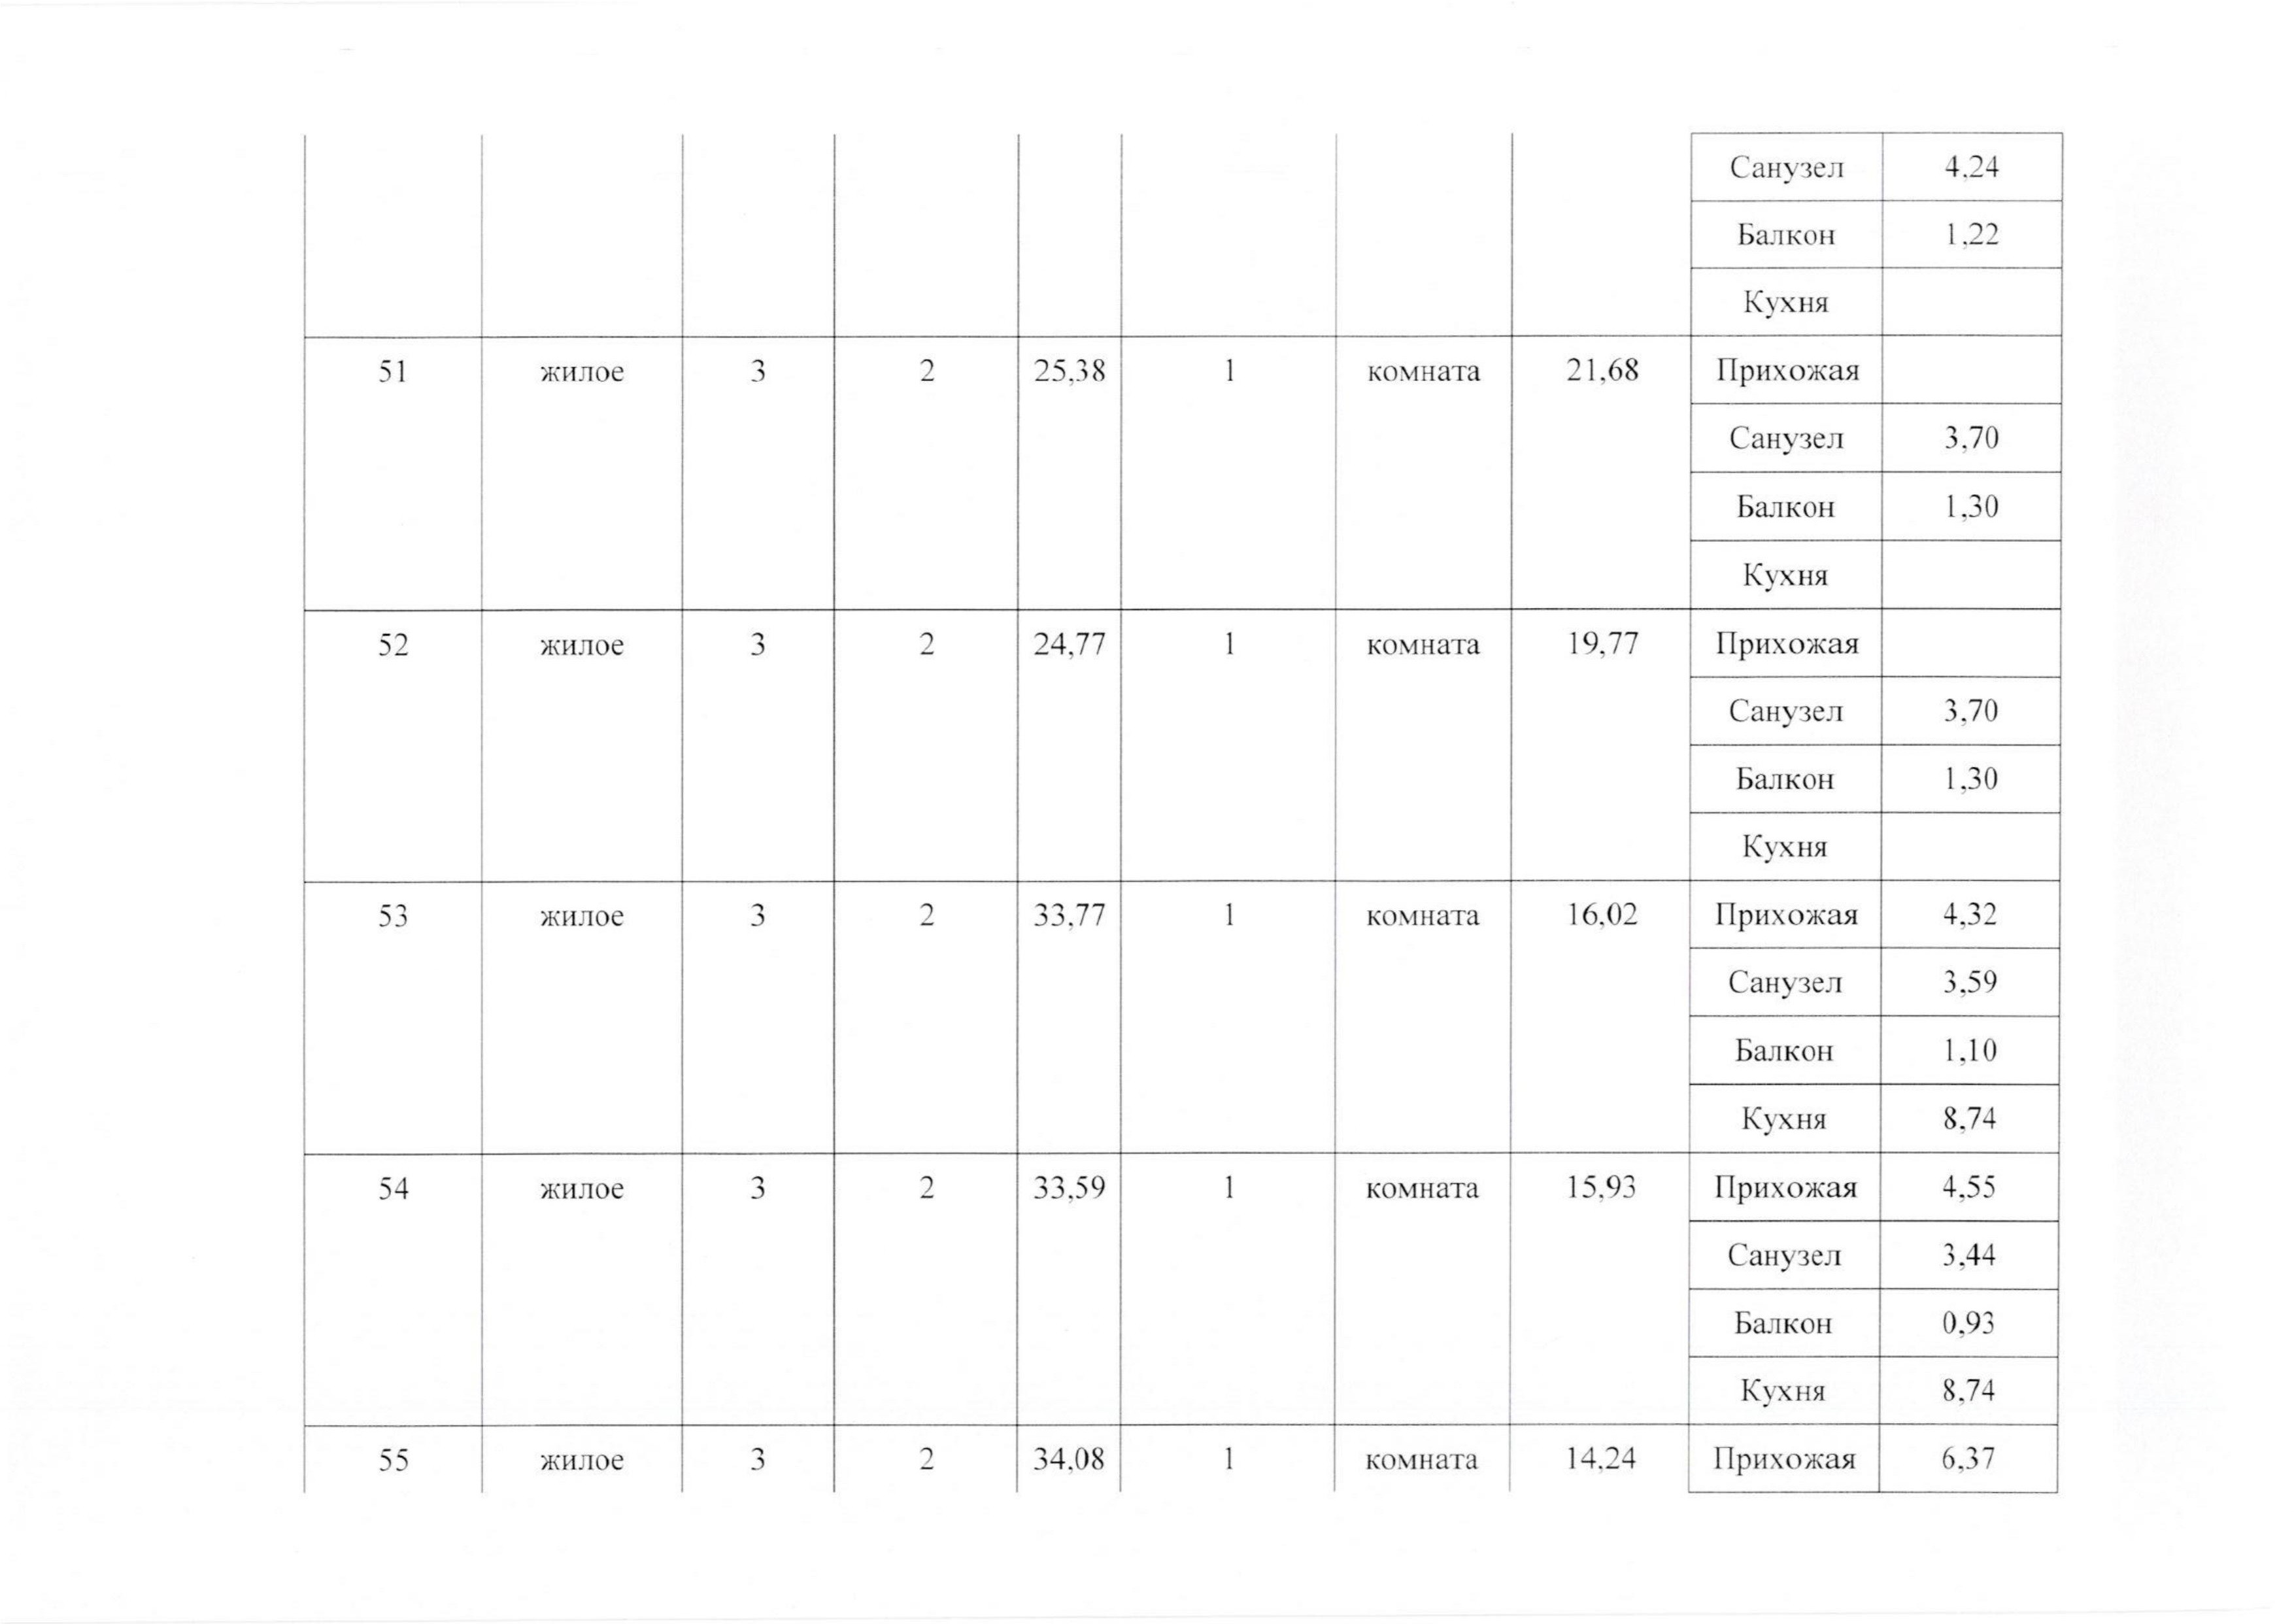 Санузел 4,24
Балкон 1,22
Кухня
51 жилое 3 2 25,38 1 комната 21,68 Прихожая
Санузел 3,70
Балкон 1,30
Кухня
52 жилое 3 2 24,77 1 комната 19,77 Прихожая
Санузел 3,70
Балкон 1,30
Кухня
53 жилое 3 2 33,77 1 комната 16,02 Прихожая 4,32
Санузел 3,59
Балкон 1,10
Кухня 8,74
54 жилое 3 2 33,59 1 комната 15,93 Прихожая 4,55
Санузел 3,44
Балкон 0,93
Кухня 8,74
55 жилое 3 2 34,08 1 комната 14,24 Прихожая 6,37